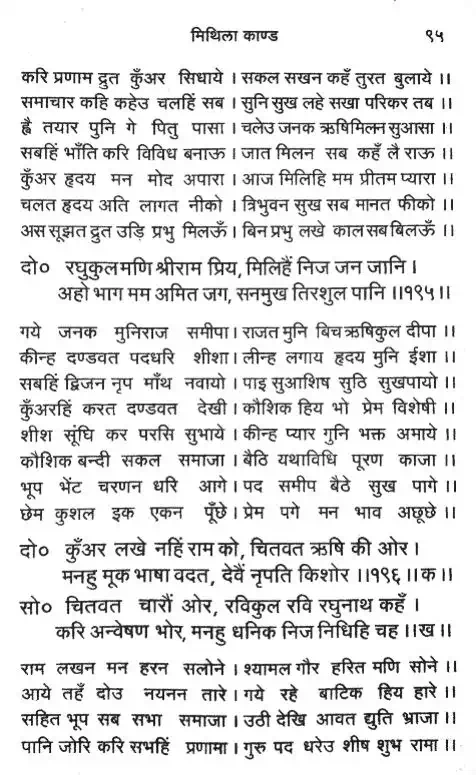 मिथिला काण्ड ९५
करि प्रणाम द्रुत कुँअर सिधाये । सकल सखन कहँ तुरत बुलाये ।।
समाचार कहि कहेउ चलहिं सब । सुनि सुख लहे सखा परिकर तब ।।
ह्वै तयार पुनि गे पितु पासा । चलेउ जनक ऋषिमिलन सुआसा ।।
सबहिं भाँति करि विविध बनाऊ । जात मिलन सब कहँ लै राऊ ।।
कुँअर हृदय मन मोद अपारा । आज मिलिहि मम प्रीतम प्यारा ।।
चलत हृदय अति लागत नीको । त्रिभुवन सुख सब मानत फीको ।।
अस सूझत द्रुत उड़ि प्रभु मिलऊँ । बिन प्रभु लखे काल सब बिलऊँ ।।
दो० रघुकुलमणि श्रीराम प्रिय, मिलिहैं निज जन जानि ।
अहो भाग मम अमित जग, सनमुख तिरशुल पानि ।।१९५।।
गये जनक मुनिराज समीपा । राजत मुनि बिच ऋषिकुल दीपा ।।
कीन्ह दण्डवत पदधरि शीशा । लीन्ह लगाय हृदय मुनि ईशा ।।
सबहिं द्विजन नृप माँथ नवायो । पाइ सुआशिष सुठि सुखपायो ।।
कुँअरहिं करत दण्डवत देखी । कौशिक हिय भो प्रेम विशेषी ।।
शीश सूंघि कर परसि सुभाये । कीन्ह प्यार गुनि भक्त अमाये ।।
कौशिक बन्दी सकल समाजा । बैठि यथाविधि पूरण काजा ।।
भूप भेंट चरणन धरि आगे । पद समीप बैठे सुख पागे ।।
छेम कुशल इक एकन पूँछे । प्रेम पगे मन भाव अछूछे ।।
दो० कुँअर लखे नहिं राम को, चितवत ऋषि की ओर ।
मनहु मूक भाषा वदत, देवैं नृपति किशोर ।।१९६।।क।।
सो० चितवत चारौं ओर, रविकुल रवि रघुनाथ कहँ ।
करि अन्वेषण भोर, मनहु धनिक निज निधिहि चह ।।ख।।
राम लखन मन हरन सलोने । श्यामल गौर हरित मणि सोने ।।
आये तहँ दोउ नयनन तारे । गये रहे बाटिक हिय हारे ।।
सहित भूप सब सभा समाजा । उठी देखि आवत द्युति भ्राजा ।।
पानि जोरि करि सभहिं प्रणामा । गुरु पद धरेउ शीष शुभ रामा ।।